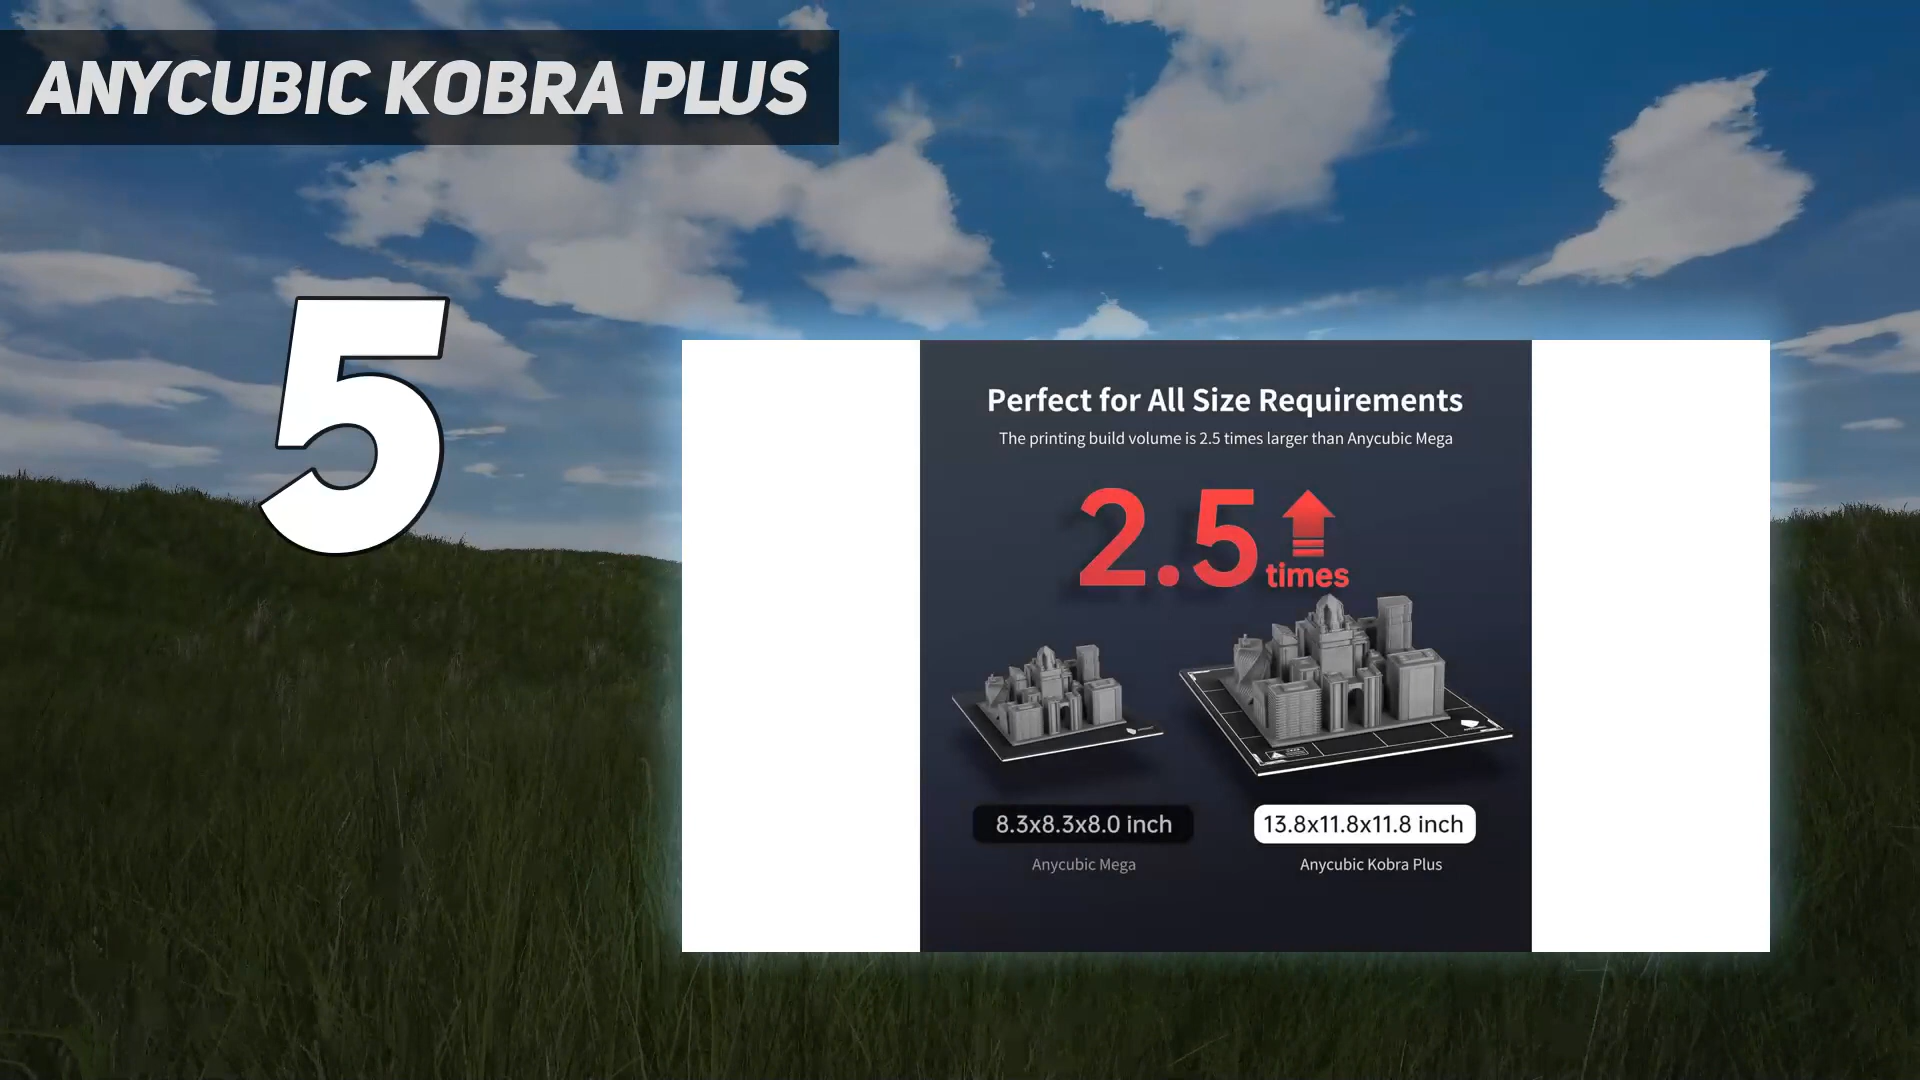 ANYCUBIC KOBRA PLUS
5
Perfect for All Size Requirements
The printing build volume is 2.5 times larger than Anycubic Mega
2.5 times
8.3x8.3x8.0 inch
13.8x11.8x11.8 inch
Anycubic Mega
Anycubic Kobra Plus